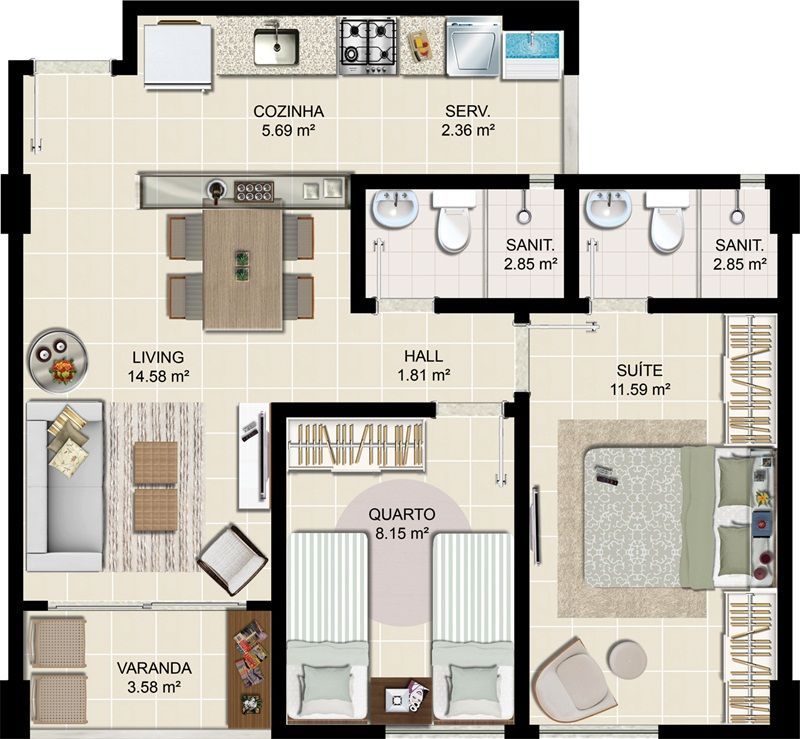 COZINHA
5.69 m²
SERV.
2.36 m²
SANIT.
2.85 m²
SANIT.
2.85 m²
LIVING
14.58 m²
HALL
1.81 m²
SUÍTE
11.59 m²
QUARTO
8.15 m²
VARANDA
3.58 m²